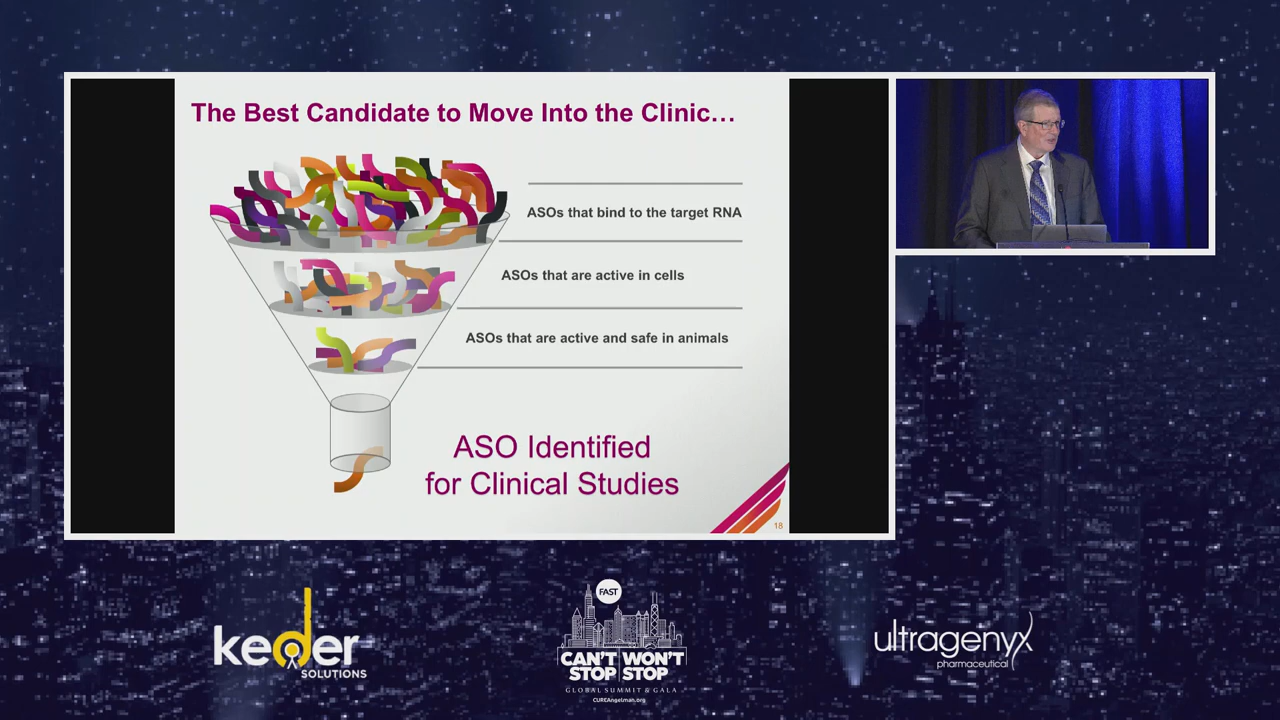 The Best Candidate to Move Into the Clinic…
ASOs that bind to the target RNA
ASOs that are active in cells
ASOs that are active and safe in animals
ASO Identified
for Clinical Studies
18
keder
SOLUTIONS
FAST
CAN'T WON'T
STOP STOP
GLOBAL SUMMIT & GALA
CUREAngelman.org
ultragenyx
pharmaceutical